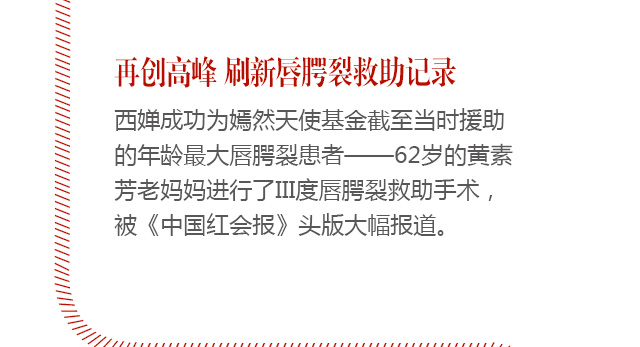 再创高峰 刷新唇腭裂救助记录
西婵成功为嫣然天使基金截至当时援助
的年龄最大唇腭裂患者——62岁的黄素
芳老妈妈进行了III度唇腭裂救助手术，
被《中国红会报》头版大幅报道。